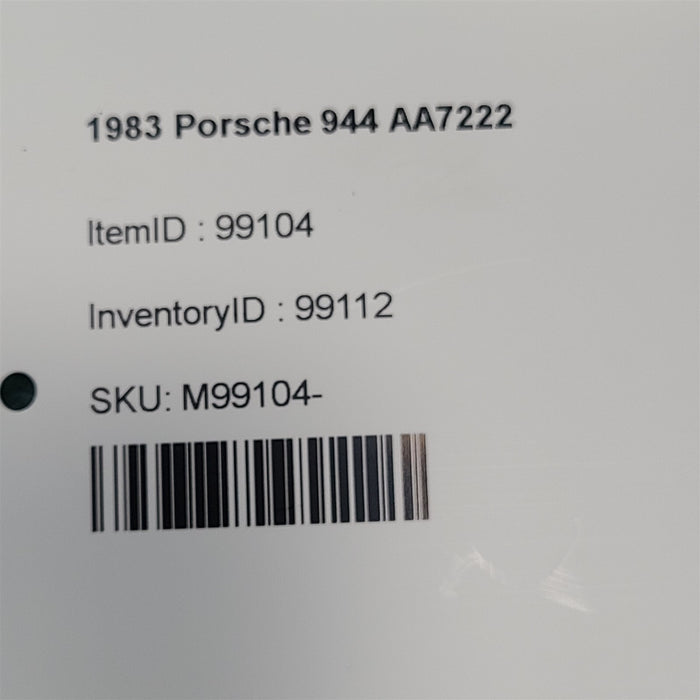 1983 Porsche 944 AA7222
ItemID : 99104
InventoryID : 99112
SKU: M99104-